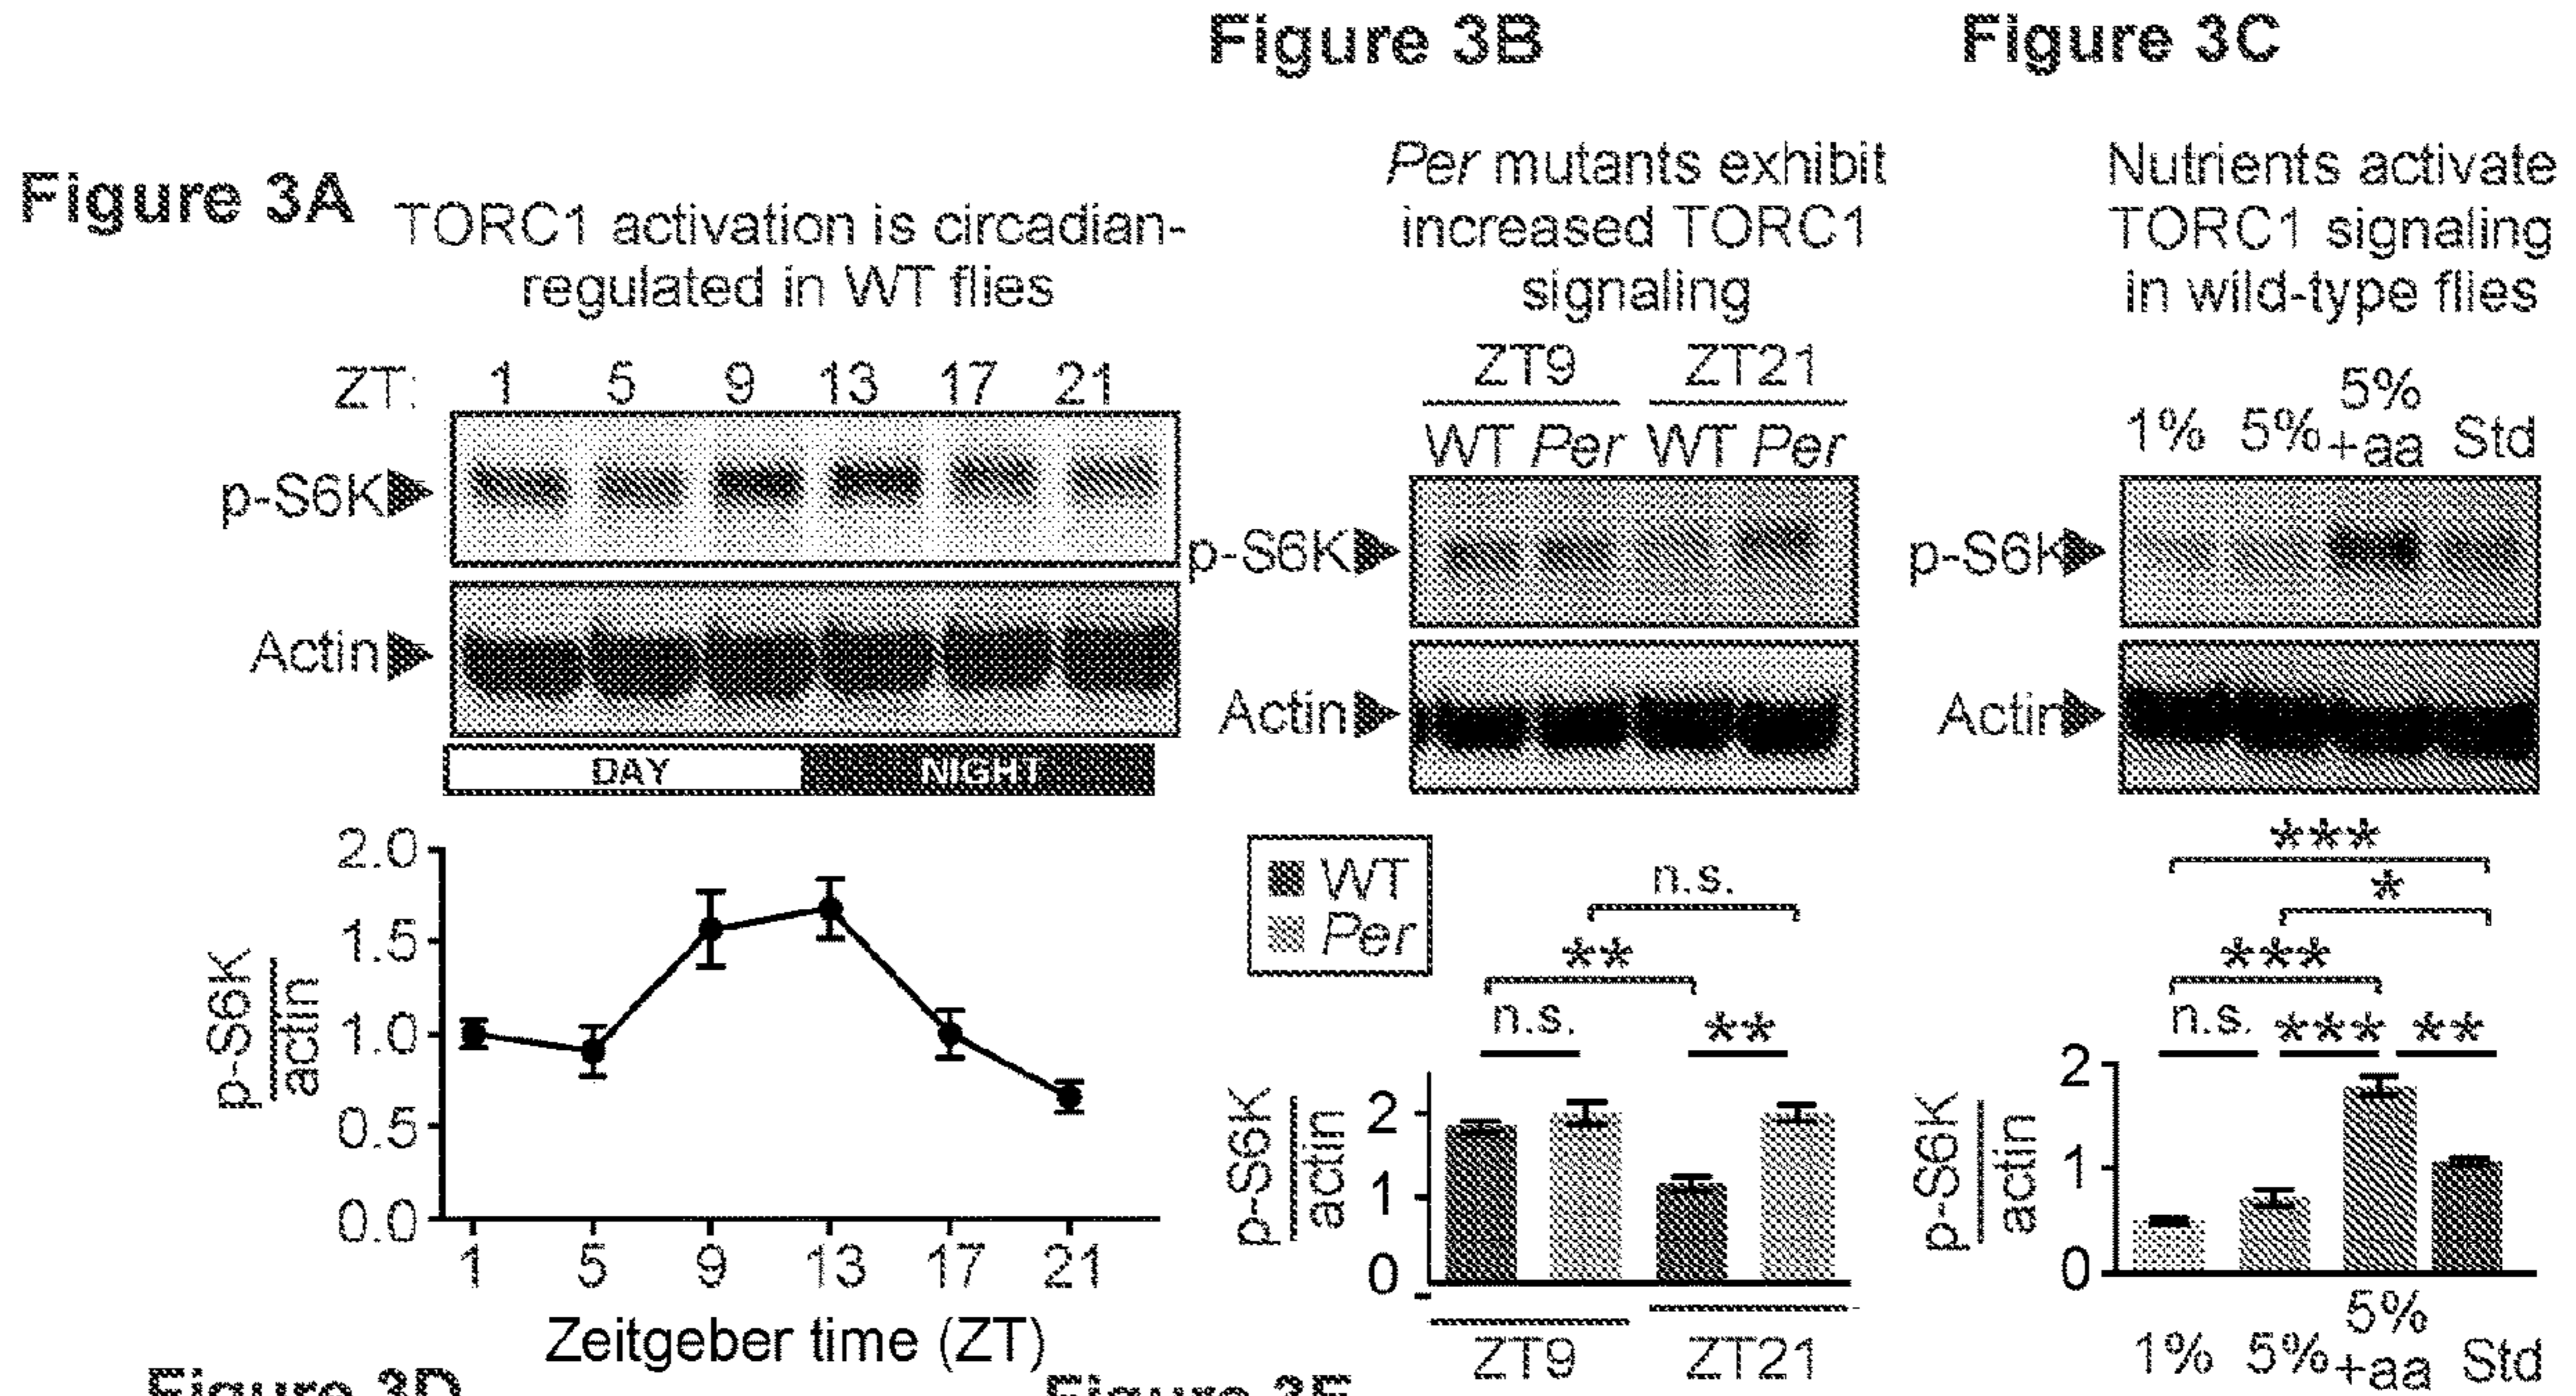 Figure 3A
TORC1 activation is circadian-
regulated in WT flies
ZT: 1 5 9 13 17 21
p-S6K
Actin
DAY NIGHT
2.0
1.5
1.0
0.5
0.0
p-S6K
actin
1 5 9 13 17 21
Zeitgeber time (ZT)
Figure 3B
Per mutants exhibit
increased TORC1
signaling
ZT9 ZT21
WT Per WT Per
p-S6K
Actin
WT
Per
n.s.
**
n.s. **
2
1
0
p-S6K
actin
ZT9 ZT21
Figure 3C
Nutrients activate
TORC1 signaling
in wild-type flies
1% 5% 5%
+aa Std
p-S6K
Actin
***
*
***
n.s. *** **
2
1
0
p-S6K
actin
1% 5% 5%
+aa Std
Figure 3D
Figure 3E